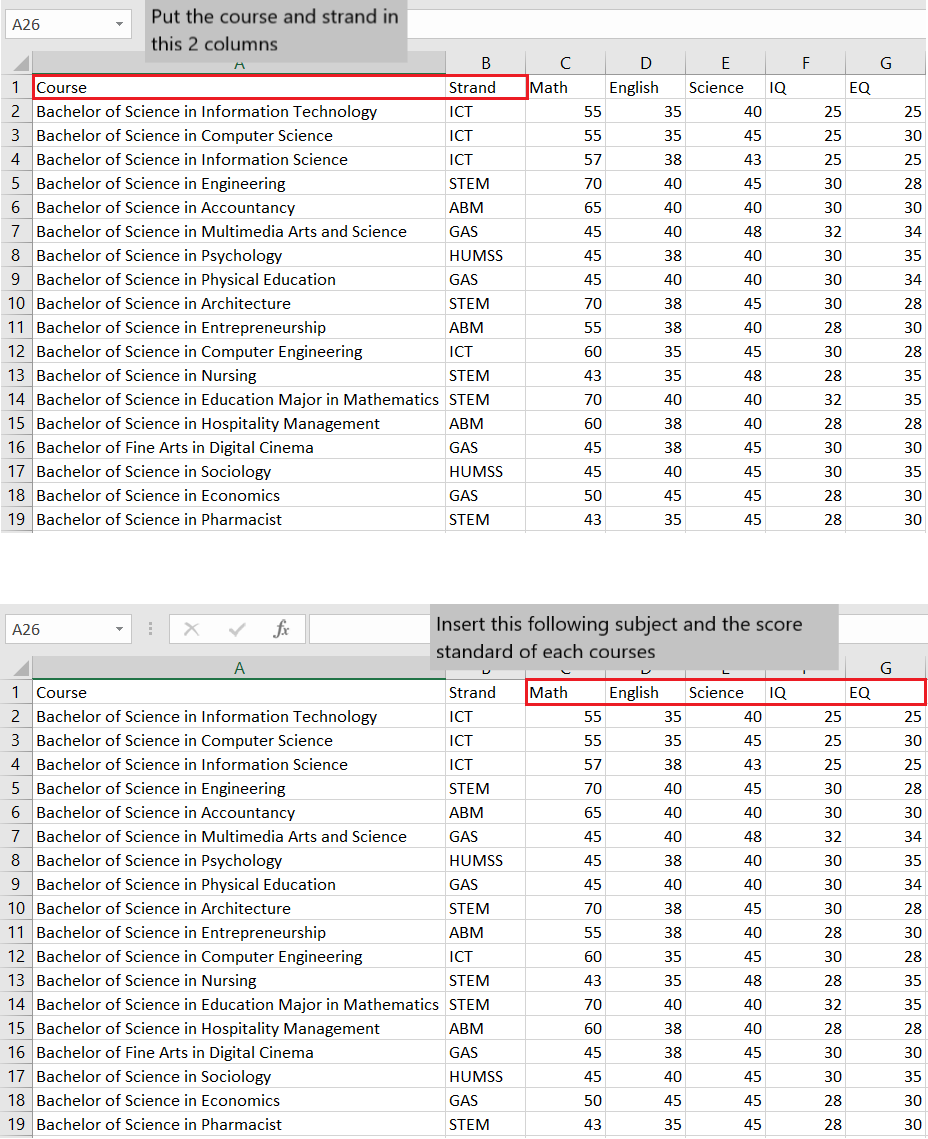 A26
Put the course and strand in
this 2 columns
A B C D E F G
1 Course Strand Math English Science IQ EQ
2 Bachelor of Science in Information Technology ICT 55 35 40 25 25
3 Bachelor of Science in Computer Science ICT 55 35 45 25 30
4 Bachelor of Science in Information Science ICT 57 38 43 25 25
5 Bachelor of Science in Engineering STEM 70 40 45 30 28
6 Bachelor of Science in Accountancy ABM 65 40 40 30 30
7 Bachelor of Science in Multimedia Arts and Science GAS 45 40 48 32 34
8 Bachelor of Science in Psychology HUMSS 45 38 40 30 35
9 Bachelor of Science in Physical Education GAS 45 40 40 30 34
10 Bachelor of Science in Architecture STEM 70 38 45 30 28
11 Bachelor of Science in Entrepreneurship ABM 55 38 40 28 30
12 Bachelor of Science in Computer Engineering ICT 60 35 45 30 28
13 Bachelor of Science in Nursing STEM 43 35 48 28 35
14 Bachelor of Science in Education Major in Mathematics STEM 70 40 40 32 35
15 Bachelor of Science in Hospitality Management ABM 60 38 40 28 28
16 Bachelor of Fine Arts in Digital Cinema GAS 45 38 45 30 30
17 Bachelor of Science in Sociology HUMSS 45 40 45 30 35
18 Bachelor of Science in Economics GAS 50 45 45 28 30
19 Bachelor of Science in Pharmacist STEM 43 35 45 28 30
A26 fx
Insert this following subject and the score
standard of each courses
A G
1 Course Strand Math English Science IQ EQ
2 Bachelor of Science in Information Technology ICT 55 35 40 25 25
3 Bachelor of Science in Computer Science ICT 55 35 45 25 30
4 Bachelor of Science in Information Science ICT 57 38 43 25 25
5 Bachelor of Science in Engineering STEM 70 40 45 30 28
6 Bachelor of Science in Accountancy ABM 65 40 40 30 30
7 Bachelor of Science in Multimedia Arts and Science GAS 45 40 48 32 34
8 Bachelor of Science in Psychology HUMSS 45 38 40 30 35
9 Bachelor of Science in Physical Education GAS 45 40 40 30 34
10 Bachelor of Science in Architecture STEM 70 38 45 30 28
11 Bachelor of Science in Entrepreneurship ABM 55 38 40 28 30
12 Bachelor of Science in Computer Engineering ICT 60 35 45 30 28
13 Bachelor of Science in Nursing STEM 43 35 48 28 35
14 Bachelor of Science in Education Major in Mathematics STEM 70 40 40 32 35
15 Bachelor of Science in Hospitality Management ABM 60 38 40 28 28
16 Bachelor of Fine Arts in Digital Cinema GAS 45 38 45 30 30
17 Bachelor of Science in Sociology HUMSS 45 40 45 30 35
18 Bachelor of Science in Economics GAS 50 45 45 28 30
19 Bachelor of Science in Pharmacist STEM 43 35 45 28 30